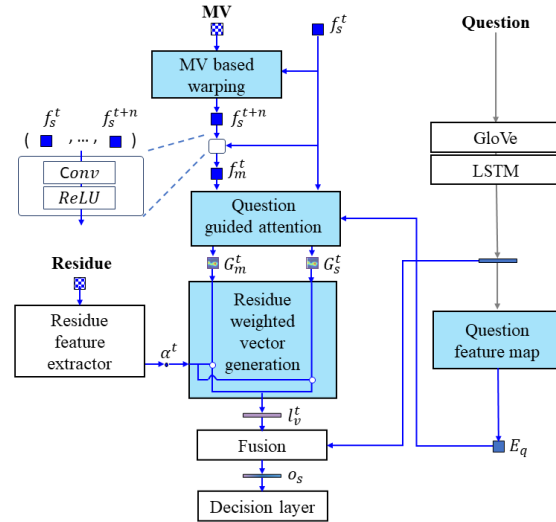 MV
f_s^t
Question
MV based
warping
f_s^t
f_s^{t+n}
f_s^{t+n}
( , ..., )
GloVe
Conv
LSTM
f_m^t
ReLU
Question
guided attention
Residue
G_m^t
G_s^t
Residue
feature
extractor
Residue
weighted
vector
generation
Question
feature map
α^t
l_v^t
Fusion
E_q
o_s
Decision layer